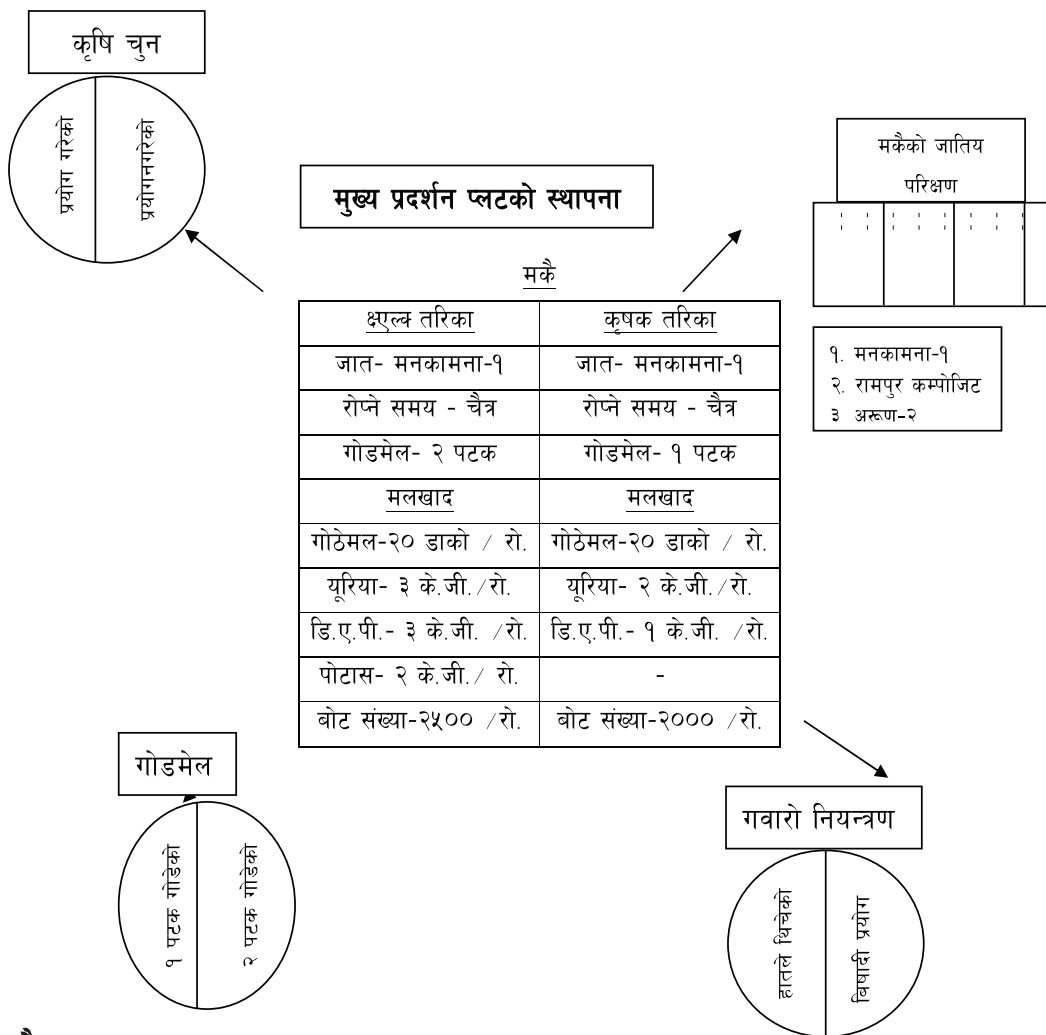 कृषि चुन
प्रयोग गरेको
प्रयोगनगरेको
मकैको जातिय
परिक्षण
मुख्य प्रदर्शन प्लटको स्थापना
मकै
क्ष्एल्क तरिका कृषक तरिका
जात- मनकामना-१ जात- मनकामना-१
रोप्ने समय - चैत्र रोप्ने समय - चैत्र
गोडमेल- २ पटक गोडमेल- १ पटक
मलखाद मलखाद
गोठेमल-२० डाको / रो. गोठेमल-२० डाको / रो.
यूरिया- ३ के.जी./रो. यूरिया- २ के.जी./रो.
डि.ए.पी.- ३ के.जी. /रो. डि.ए.पी.- १ के.जी. /रो.
पोटास- २ के.जी./ रो. -
बोट संख्या-२५०० /रो. बोट संख्या-२००० /रो.
१. मनकामना-१
२. रामपुर कम्पोजिट
३ अरूण-२
गोडमेल
१ पटक गोडेको
२ पटक गोडेको
गवारो नियन्त्रण
हातले थिचेको
बिषादी प्रयोग